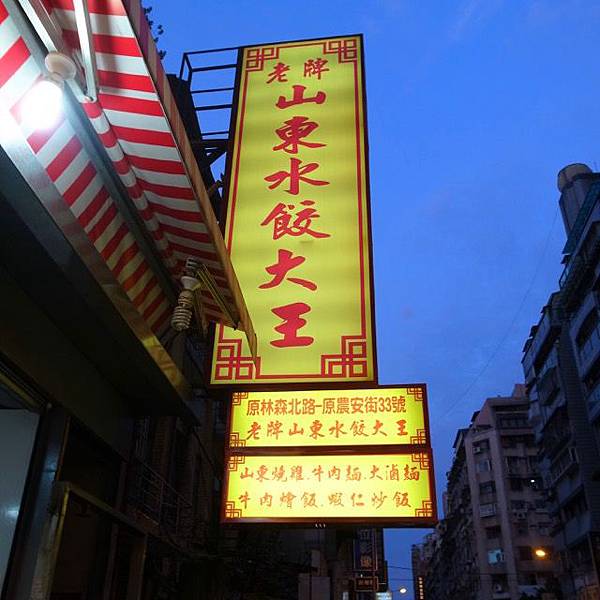 老牌
山東水餃大王
原林森北路-原農安街33號
老牌山東水餃大王
山東燒雞.牛肉麵.大滷麵
牛肉燴飯.蝦仁炒飯